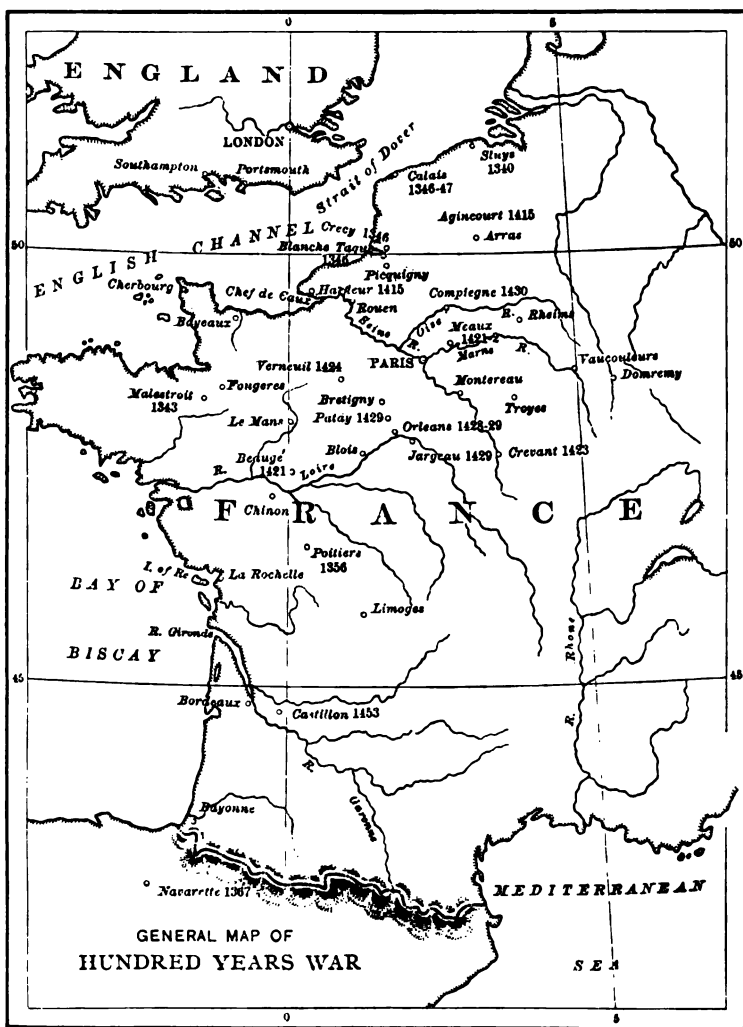 0 5
ENGLAND
LONDON
Strait of Dover
Sluys
1340
Southampton Portsmouth
Calais
1346-47
Agincourt 1415
50 ENGLISH CHANNEL Crecy 1346 Arras 50
Blanche Taque
1346
Picquigny
Cherbourg
Chef de Caux Harfleur 1415
Compiegne 1430
Rouen
Bayeaux
Seine R. Oise R. Rheims
Meaux
1421-2
PARIS Marne R.
Vaucouleurs
Verneuil 1424
Domremy
Malestroit
1343
Fougeres
Montereau
Bretigny
Troyes
Le Mans
Patay 1429
Orleans 1428-29
Blois
Jargeau 1429 Crevant 1423
Beaugé
1421
R. Loire
FRANCE
Chinon
Poitiers
1356
I. of Re La Rochelle
BAY OF
BISCAY
Limoges
R. Gironde
Rhone
R.
45 45
Bordeaux
Castillon 1453
R.
Garonne
Bayonne
Navarette 1367
MEDITERRANEAN
SEA
GENERAL MAP OF
HUNDRED YEARS WAR
0 5